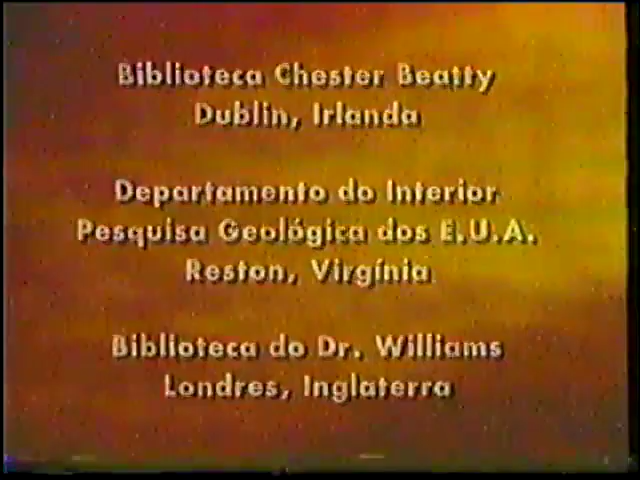 Biblioteca Chester Beatty
Dublin, Irlanda
Departamento do Interior
Pesquisa Geológica dos E.U.A.
Reston, Virgínia
Biblioteca do Dr. Williams
Londres, Inglaterra